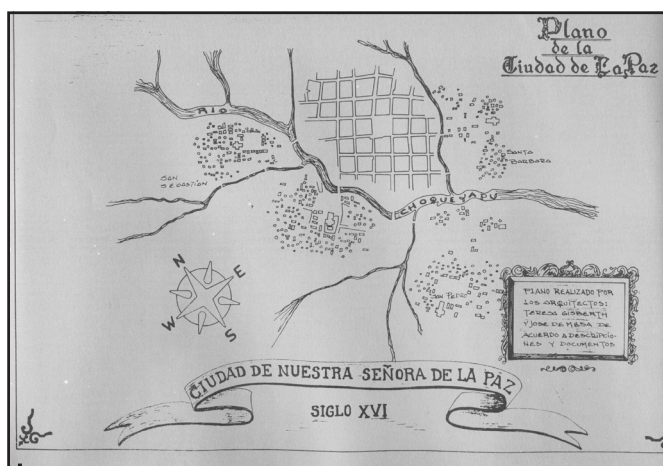 Plano
de la
Ciudad de La Paz
RIO
SAN
SEBASTIAN
SANTA
BARBARA
CHOQUEYAPU
SAN PEDRO
N
E
W
S
PLANO REALIZADO POR
LOS ARQUITECTOS:
TERESA GISBERTH
Y JOSE DE MESA DE
ACUERDO A DESCRIPCIO-
NES Y DOCUMENTOS
CIUDAD DE NUESTRA SEÑORA DE LA PAZ
SIGLO XVI